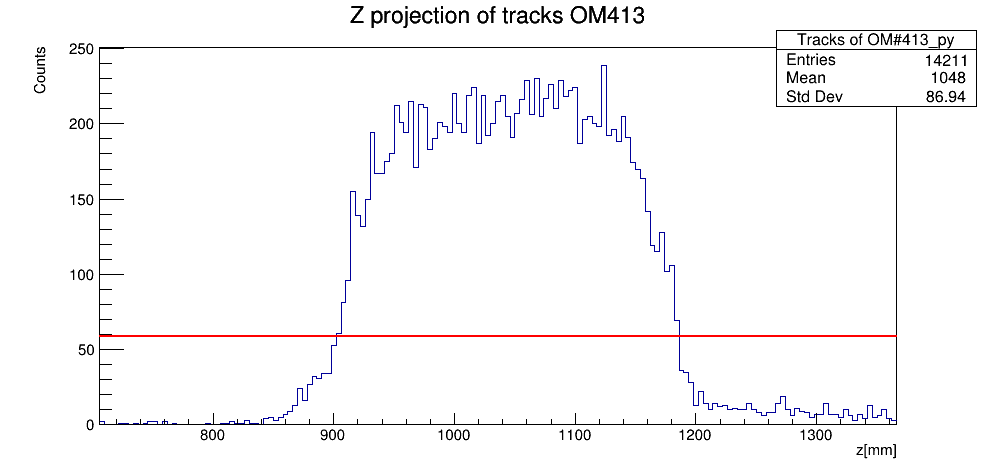 Z projection of tracks OM413
Tracks of OM#413_py
Entries 14211
Mean 1048
Std Dev 86.94
Counts
250
200
150
100
50
0
800 900 1000 1100 1200 1300
z[mm]